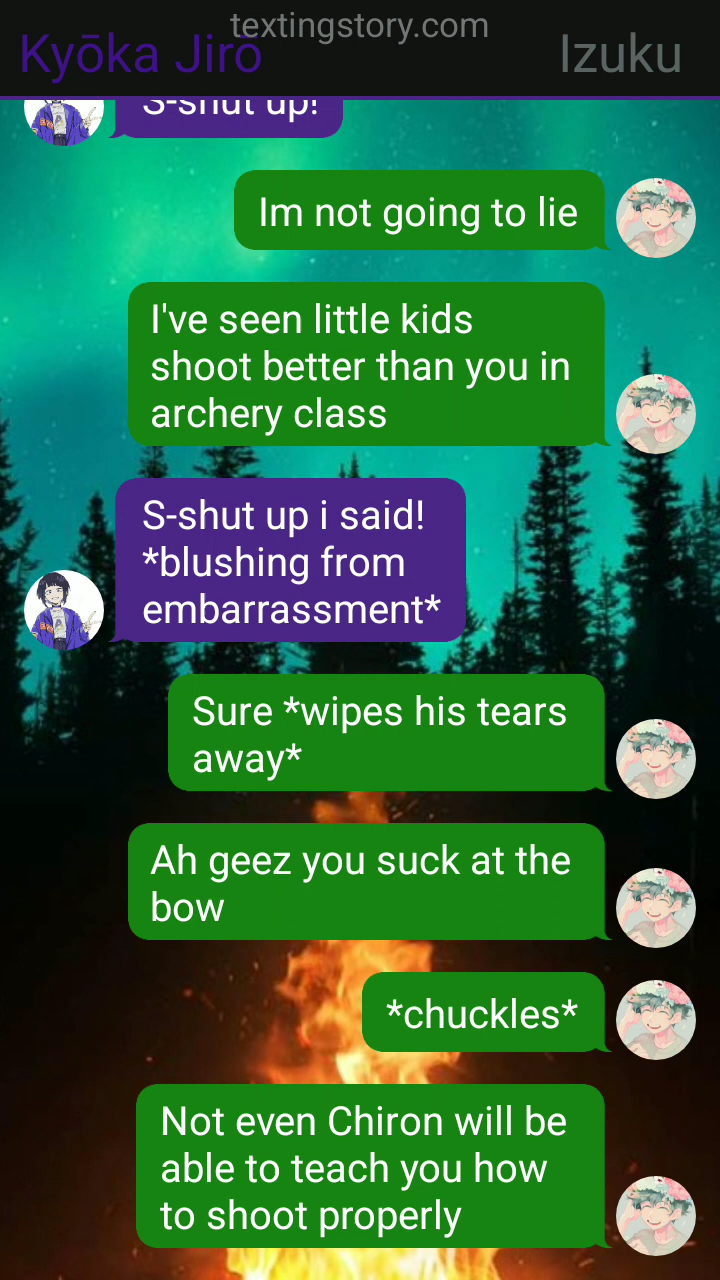 textingstory.com
Kyōka Jirō
Izuku
S-shut up!
Im not going to lie
I've seen little kids
shoot better than you in
archery class
S-shut up i said!
*blushing from
embarrassment*
Sure *wipes his tears
away*
Ah geez you suck at the
bow
*chuckles*
Not even Chiron will be
able to teach you how
to shoot properly